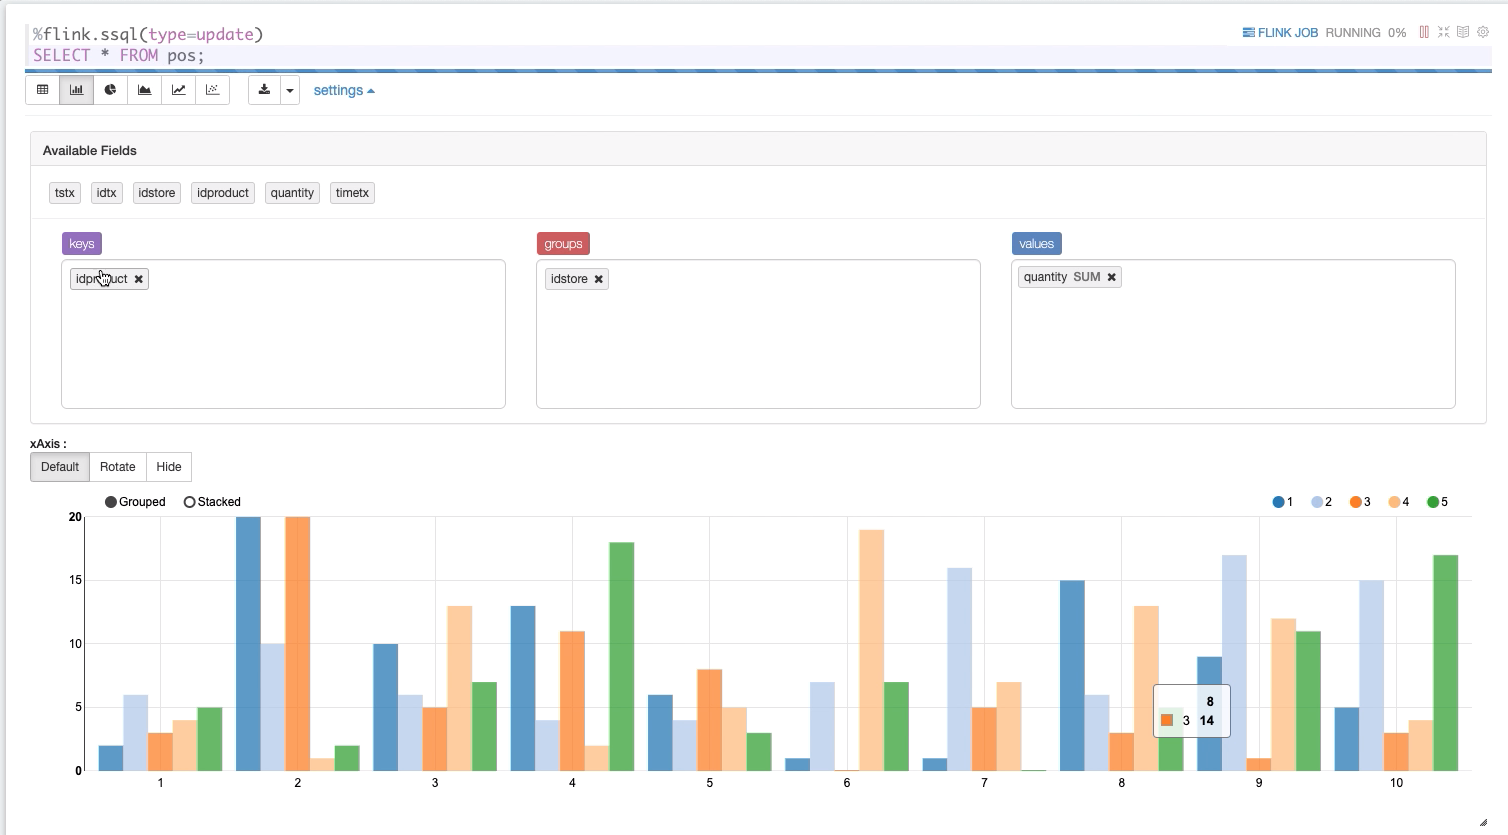 %flink.ssql(type=update)
FLINK JOB RUNNING 0%
SELECT * FROM pos;
settings
Available Fields
tstx idtx idstore idproduct quantity timetx
keys groups values
idproduct idstore quantity SUM
xAxis :
Default Rotate Hide
Grouped Stacked 1 2 3 4 5
20
15
10
5
0
8
3 14
1 2 3 4 5 6 7 8 9 10